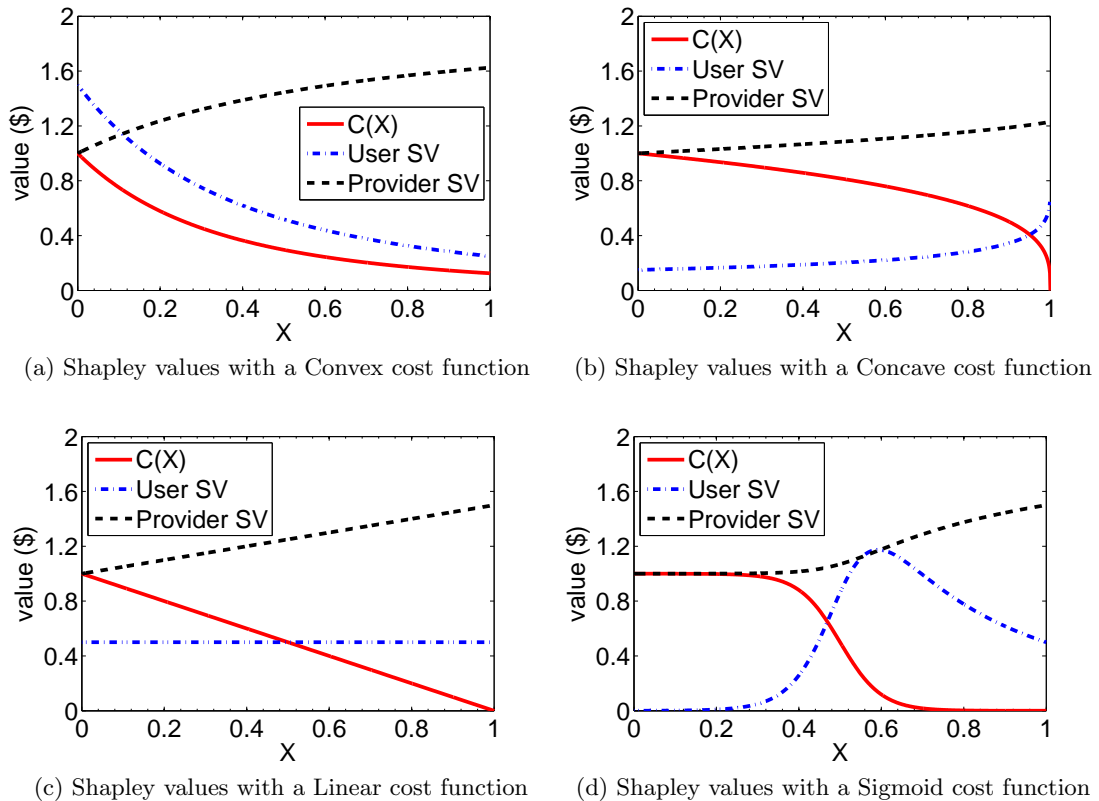 2
1.6
1.2
0.8
0.4
0
value ($)
C(X)
User SV
Provider SV
0 0.2 0.4 0.6 0.8 1
X
(a) Shapley values with a Convex cost function
2
1.6
1.2
0.8
0.4
0
value ($)
C(X)
User SV
Provider SV
0 0.2 0.4 0.6 0.8 1
X
(b) Shapley values with a Concave cost function
2
1.6
1.2
0.8
0.4
0
value ($)
C(X)
User SV
Provider SV
0 0.2 0.4 0.6 0.8 1
X
(c) Shapley values with a Linear cost function
2
1.6
1.2
0.8
0.4
0
value ($)
C(X)
User SV
Provider SV
0 0.2 0.4 0.6 0.8 1
X
(d) Shapley values with a Sigmoid cost function